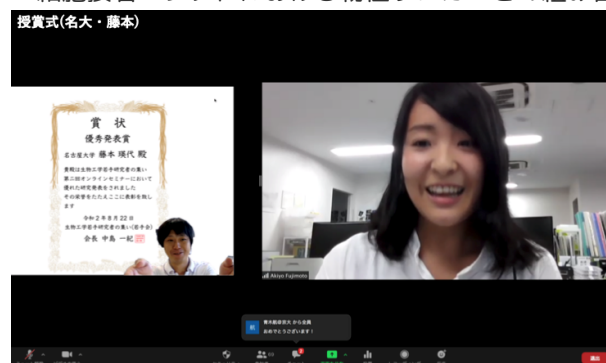 授賞式(名大・藤本)
賞 状
優秀発表賞
名古屋大学 藤本 瑛代 殿
貴殿は生物工学若手研究者の集い
第二回オンラインセミナーにおいて
優れた研究発表をされました
その栄誉をたたえここに表彰を致し
ます
令和2年8月22日
生物工学若手研究者の集い(若手会)
会長 中島 一紀
Akiyo Fujimoto
から全員
おめでとうございます!
退出